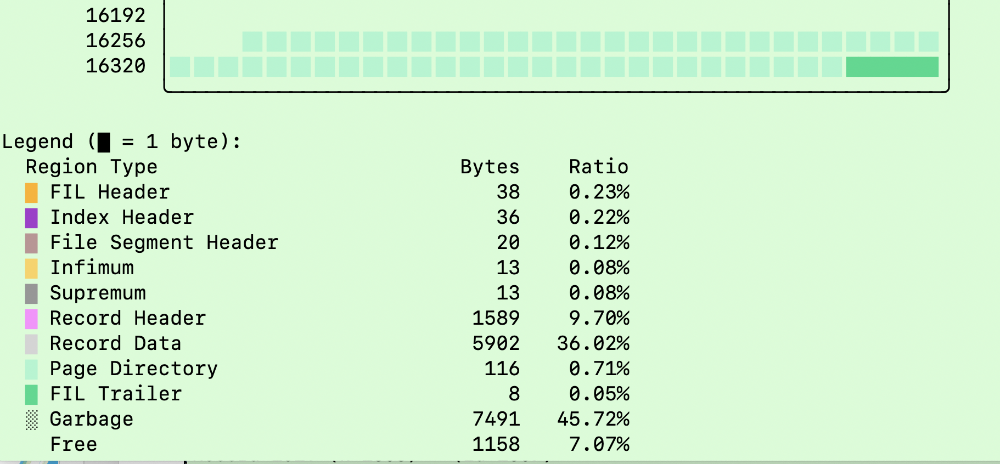 16192
16256
16320
Legend (█ = 1 byte):
Region Type Bytes Ratio
FIL Header 38 0.23%
Index Header 36 0.22%
File Segment Header 20 0.12%
Infimum 13 0.08%
Supremum 13 0.08%
Record Header 1589 9.70%
Record Data 5902 36.02%
Page Directory 116 0.71%
FIL Trailer 8 0.05%
░ Garbage 7491 45.72%
Free 1158 7.07%